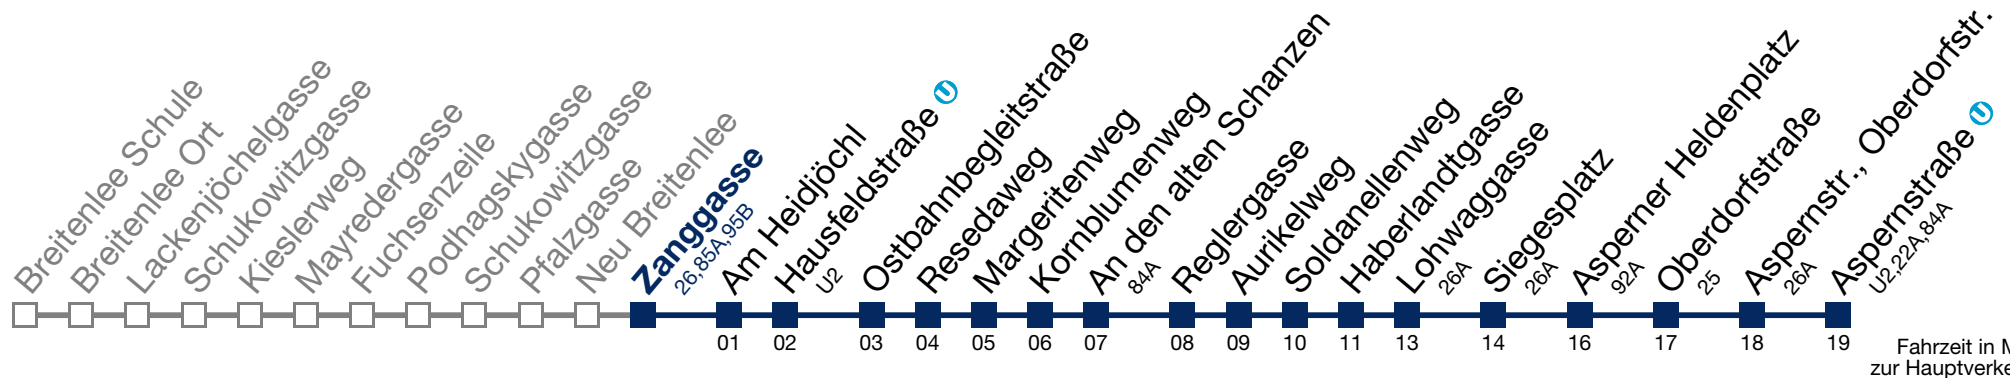 Breitenlee Schule
Breitenlee Ort
Lackenjöchelgasse
Schukowitzgasse
Kieslerweg
Mayredergasse
Fuchsenzeile
Podhagskygasse
Schukowitzgasse
Pfalzgasse
Neu Breitenlee
Zanggasse
26,85A,95B
Am Heidjöchl
Hausfeldstraße U
U2
Ostbahnbegleitstraße
Resedaweg
Margeritenweg
Kornblumenweg
An den alten Schanzen
84A
Reglergasse
Aurikelweg
Soldanellenweg
Haberlandtgasse
Lohwaggasse
26A
Siegesplatz
26A
Asperner Heldenplatz
92A
Oberdorfstraße
25
Aspernstr., Oberdorfstr.
26A
Aspernstraße U
U2,22A,84A
01 02 03 04 05 06 07 08 09 10 11 13 14 16 17 18 19
Fahrzeit in M
zur Hauptverke